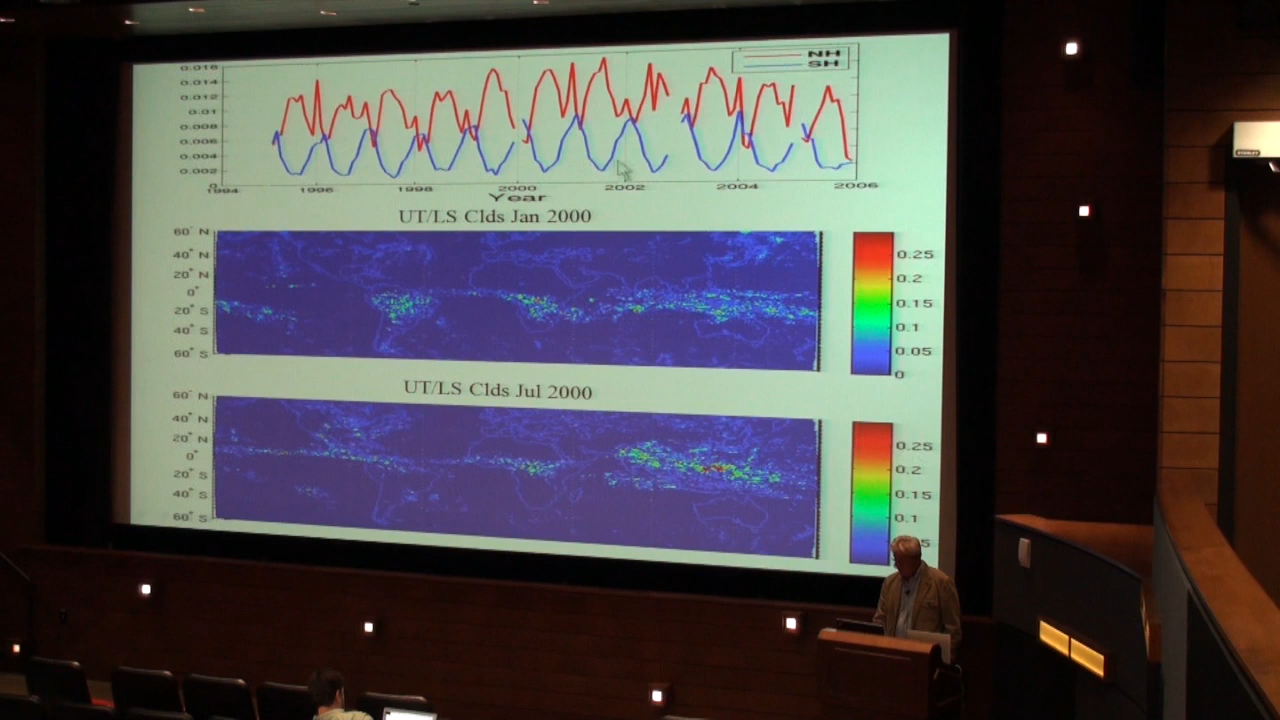 NH
SH
0.016
0.014
0.012
0.01
0.008
0.006
0.004
0.002
0
1994 1996 1998 2000 2002 2004 2006
Year
UT/LS Clds Jan 2000
60° N
40° N
20° N
0°
20° S
40° S
60° S
0.25
0.2
0.15
0.1
0.05
0
UT/LS Clds Jul 2000
60° N
40° N
20° N
0°
20° S
40° S
60° S
0.25
0.2
0.15
0.1
5
STANLEY